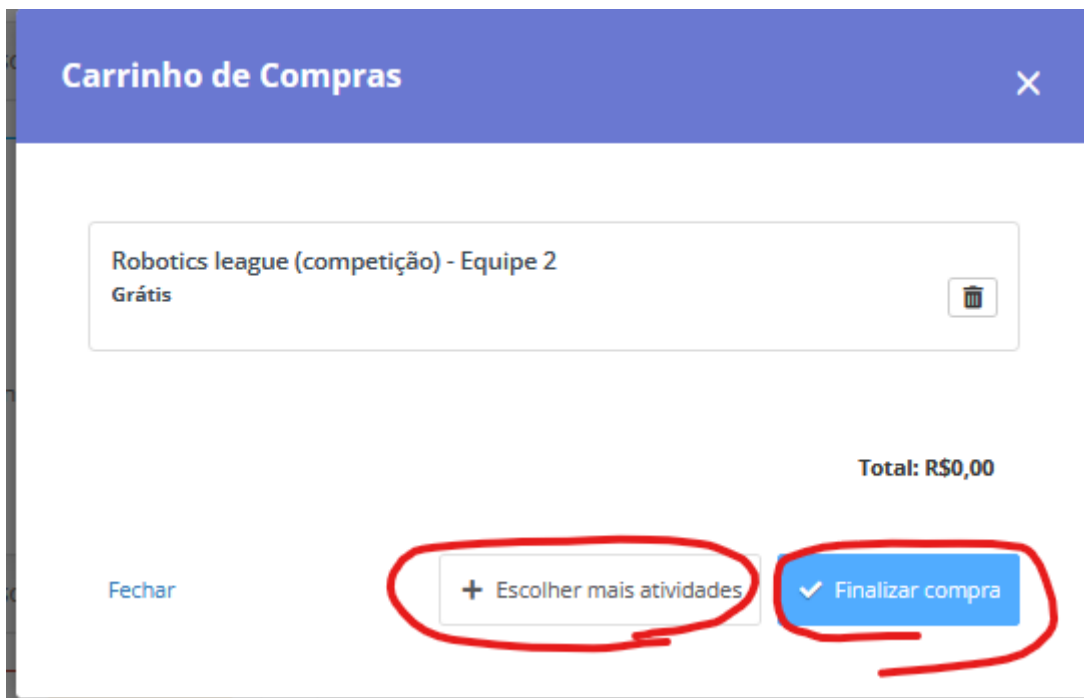 Carrinho de Compras
Robotics league (competição) - Equipe 2
Grátis
Total: R$0,00
Fechar
+ Escolher mais atividades
Finalizar compra